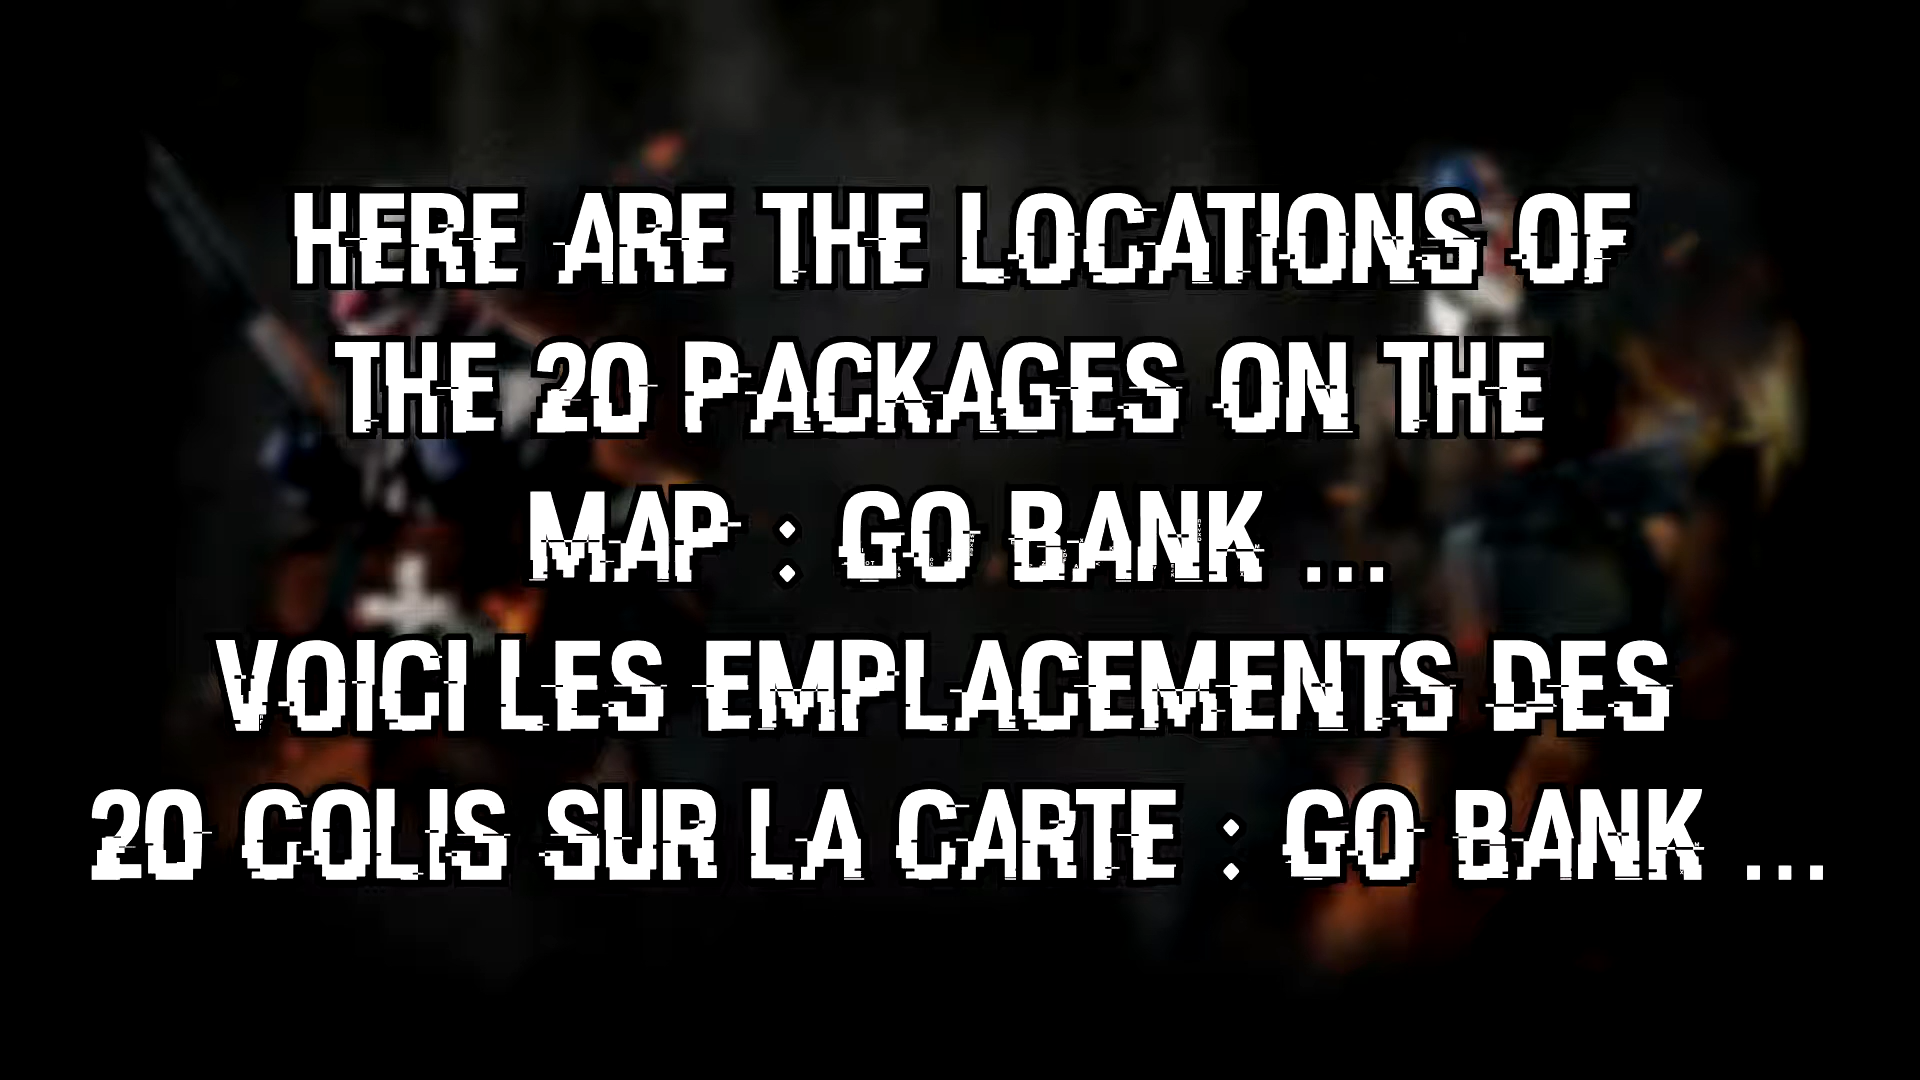 HERE ARE THE LOCATIONS OF
THE 20 PACKAGES ON THE
MAP : GO BANK ...
VOICI LES EMPLACEMENTS DES
20 COLIS SUR LA CARTE : GO BANK ...